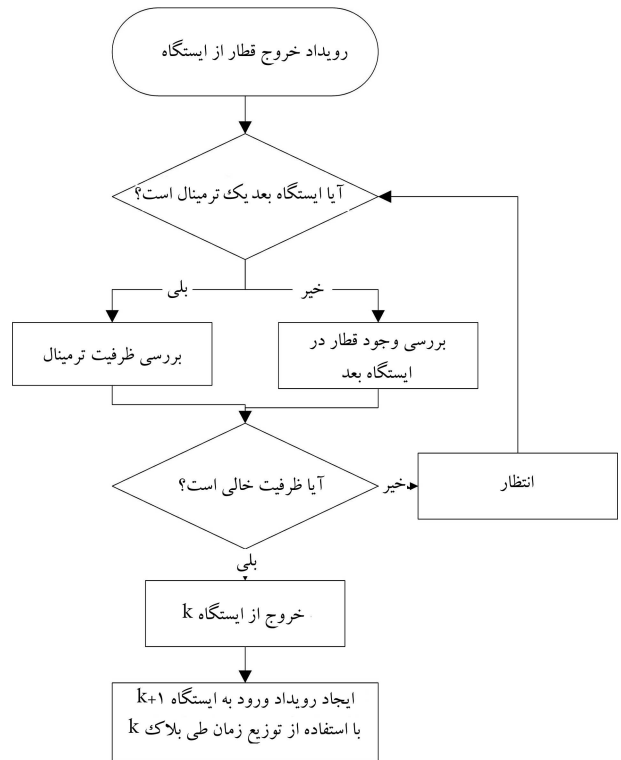 رویداد خروج قطار از ایستگاه
آیا ایستگاه بعد یک ترمینال است؟
بلی
خیر
بررسی ظرفیت ترمینال
بررسی وجود قطار در
ایستگاه بعد
آیا ظرفیت خالی است؟
خیر
انتظار
بلی
خروج از ایستگاه k
ایجاد رویداد ورود به ایستگاه k+۱
با استفاده از توزیع زمان طی بلاک k